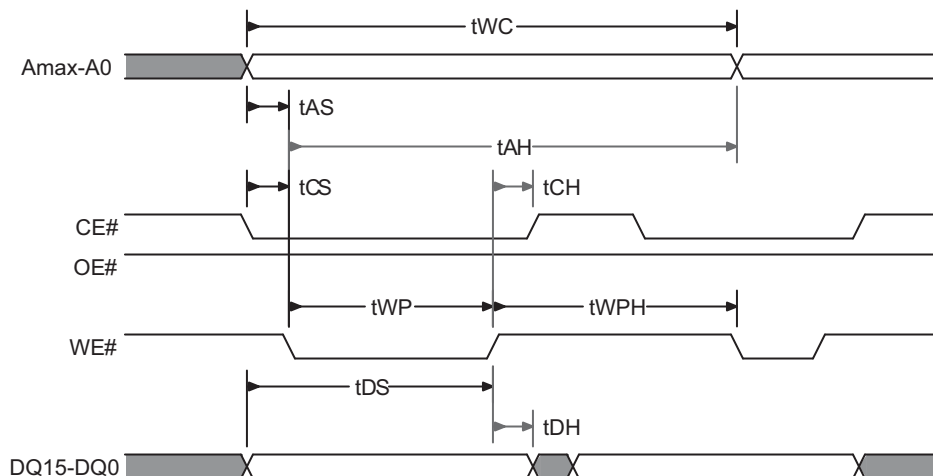 tWC
Amax-A0
tAS
tAH
tCS
tCH
CE#
OE#
tWP
tWPH
WE#
tDS
tDH
DQ15-DQ0